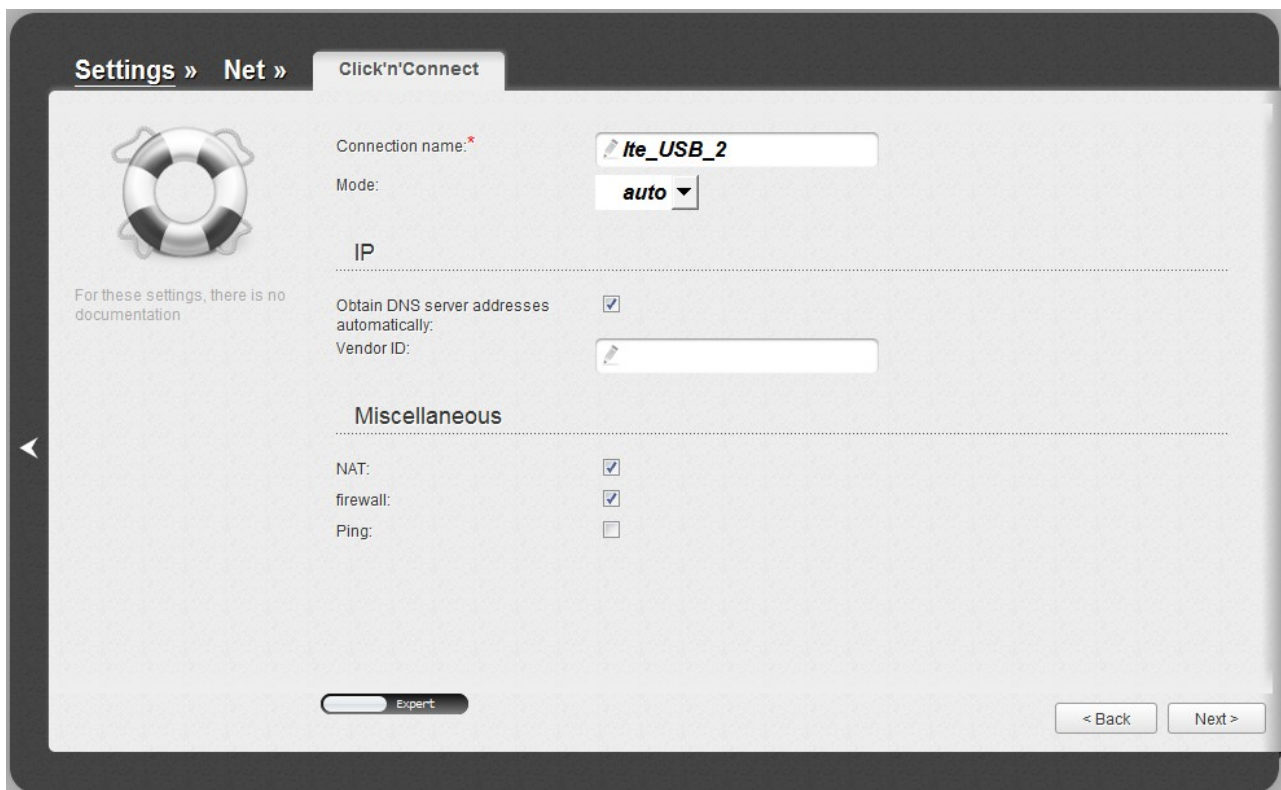 Settings » Net » Click'n'Connect
Connection name:* lte_USB_2
Mode: auto
IP
For these settings, there is no
documentation
Obtain DNS server addresses
automatically:
Vendor ID:
Miscellaneous
NAT:
firewall:
Ping:
Expert
< Back Next >